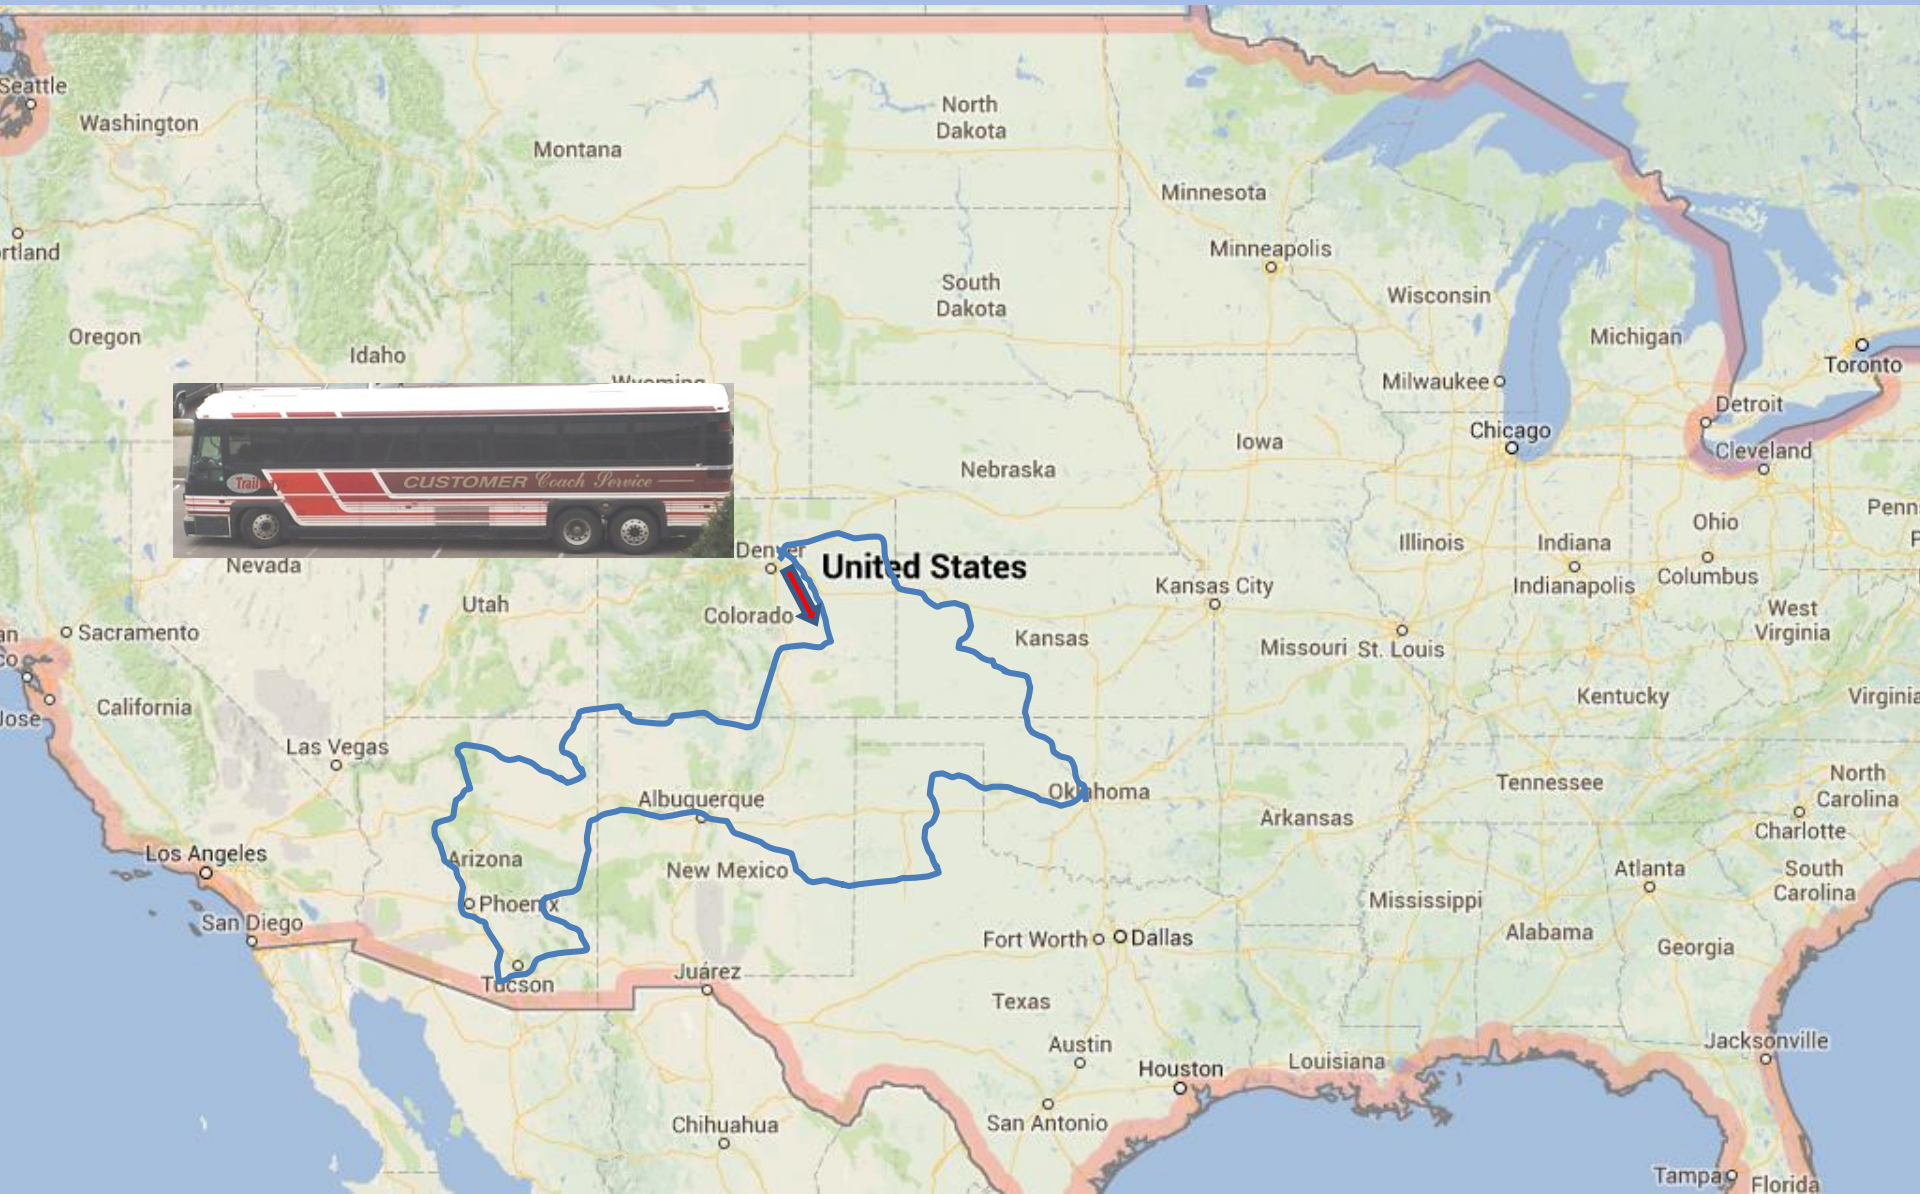 Seattle
Washington
Montana
North
Dakota
Minnesota
rtland
Minneapolis
South
Dakota
Wisconsin
Oregon
Idaho
Michigan
Toronto
Wyoming
Milwaukee
Detroit
Chicago
Cleveland
Iowa
Nebraska
Trailways
CUSTOMER Coach Service
Penn
Ohio
Denver
United States
Illinois
Indiana
Nevada
Kansas City
Indianapolis
Columbus
Utah
Colorado
West
Virginia
an
Sacramento
Kansas
Missouri
St. Louis
co
Kentucky
Virginia
California
Jose
Las Vegas
Tennessee
North
Carolina
Albuquerque
Oklahoma
Arkansas
Charlotte
Los Angeles
Arizona
New Mexico
Atlanta
South
Carolina
Phoenix
Mississippi
San Diego
Fort Worth
Dallas
Alabama
Georgia
Tucson
Juárez
Texas
Austin
Jacksonville
Houston
Louisiana
Chihuahua
San Antonio
Tampa
Florida